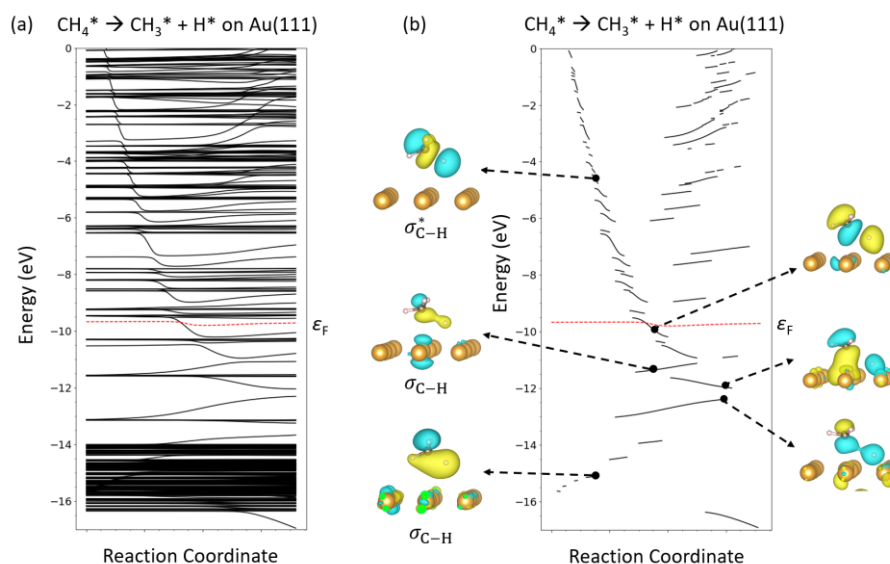 (a) CH₄* → CH₃* + H* on Au(111)
0
−2
−4
−6
−8
−10
−12
−14
−16
Energy (eV)
εF
Reaction Coordinate
(b) CH₄* → CH₃* + H* on Au(111)
0
−2
−4
−6
−8
−10
−12
−14
−16
Energy (eV)
εF
Reaction Coordinate
σ*C−H
σC−H
σC−H